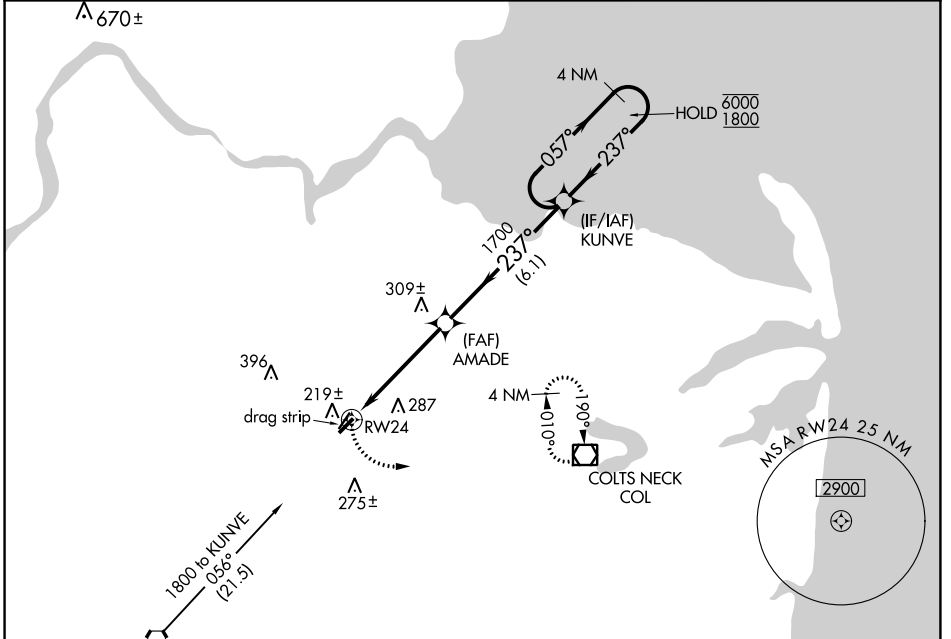 670±
4 NM
HOLD 6000
1800
057°
237°
(IF/IAF)
KUNVE
1700
237°
(6.1)
309±
(FAF)
AMADE
396
219±
287
drag strip
RW24
4 NM
010°
190°
COLTS NECK
COL
275±
MSA RW24 25 NM
2900
1800 to KUNVE
056°
(21.5)